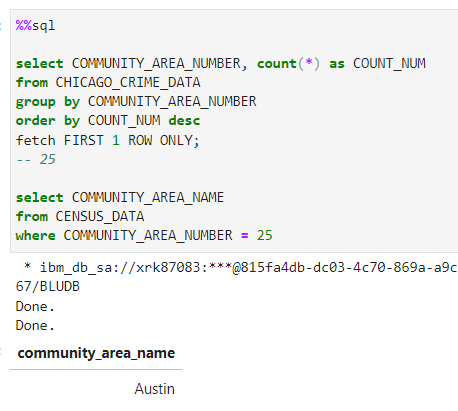 %%sql
select COMMUNITY_AREA_NUMBER, count(*) as COUNT_NUM
from CHICAGO_CRIME_DATA
group by COMMUNITY_AREA_NUMBER
order by COUNT_NUM desc
fetch FIRST 1 ROW ONLY;
-- 25
select COMMUNITY_AREA_NAME
from CENSUS_DATA
where COMMUNITY_AREA_NUMBER = 25
* ibm_db_sa://xrk87083:***@815fa4db-dc03-4c70-869a-a9c
67/BLUDB
Done.
Done.
community_area_name
Austin